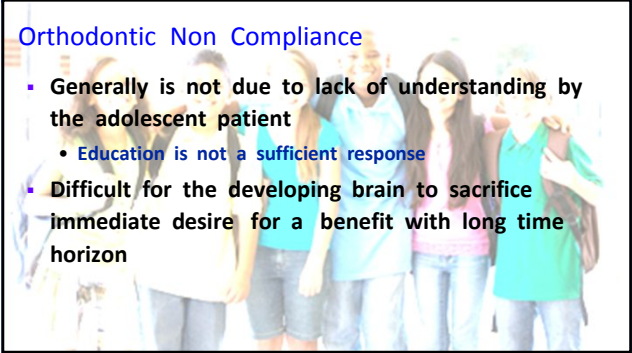 Orthodontic Non Compliance
▪ Generally is not due to lack of understanding by
the adolescent patient
• Education is not a sufficient response
▪ Difficult for the developing brain to sacrifice
immediate desire for a benefit with long time
horizon